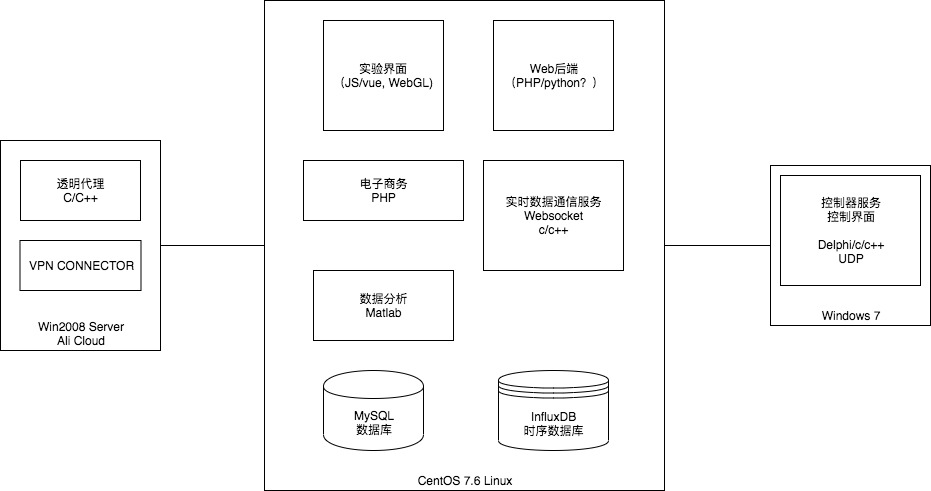 实验界面
（JS/vue, WebGL)
Web后端
（PHP/python？）
透明代理
C/C++
VPN CONNECTOR
Win2008 Server
Ali Cloud
电子商务
PHP
实时数据通信服务
Websocket
c/c++
数据分析
Matlab
MySQL
数据库
InfluxDB
时序数据库
CentOS 7.6 Linux
控制器服务
控制界面
Delphi/c/c++
UDP
Windows 7